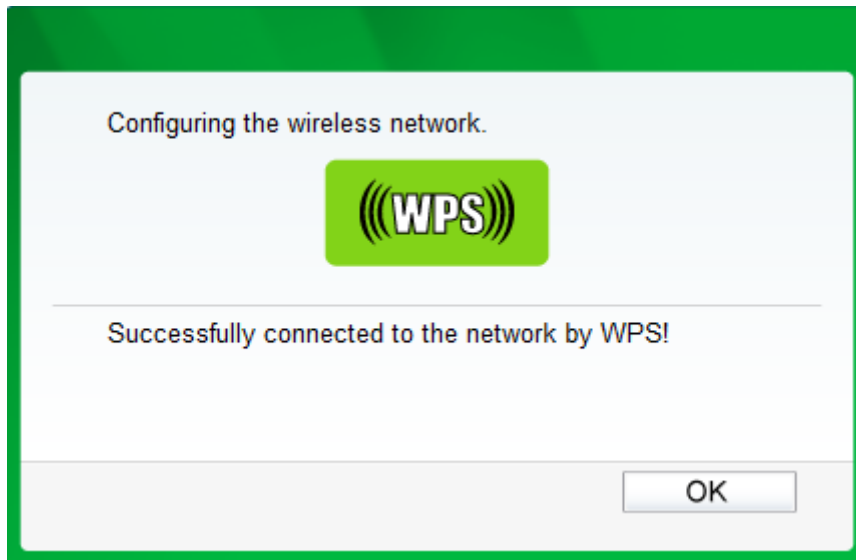 Configuring the wireless network.
(((WPS)))
Successfully connected to the network by WPS!
OK